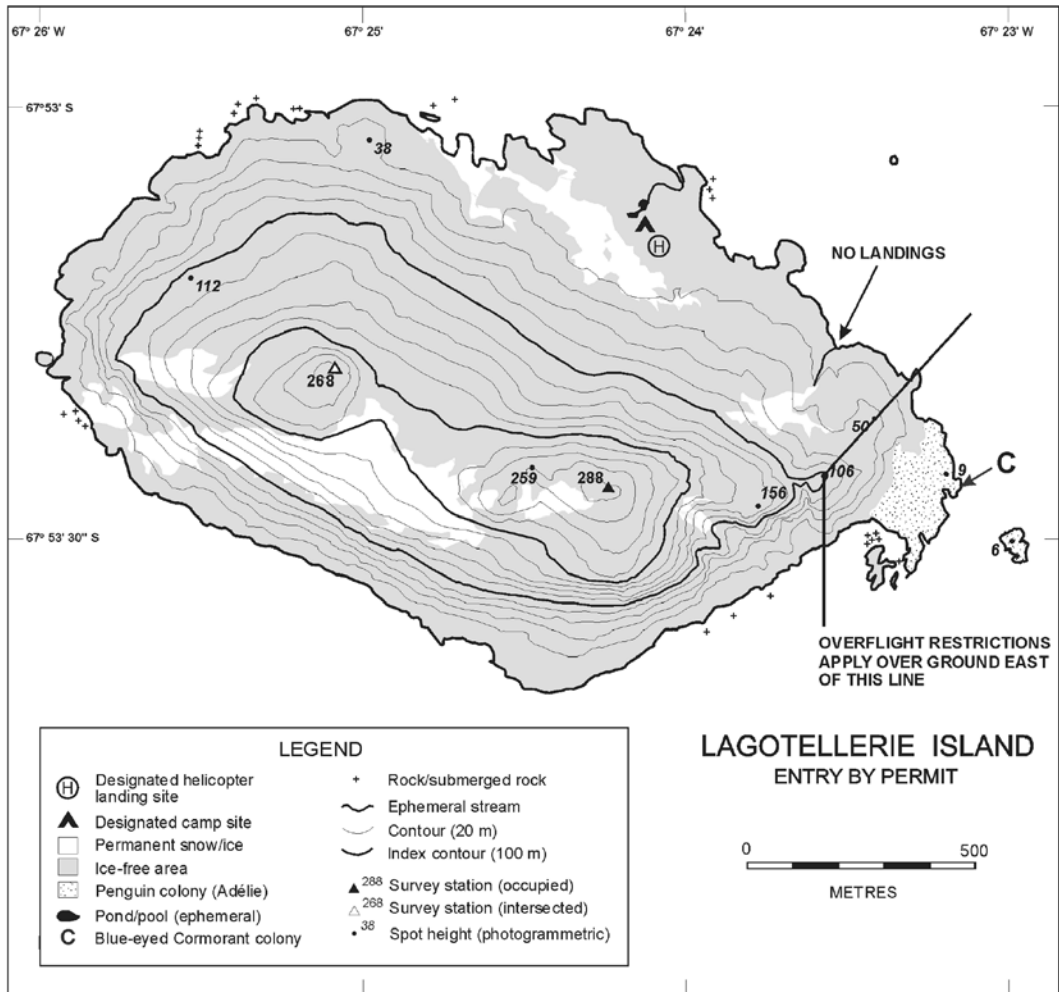 67° 26' W
67° 25'
67° 24'
67° 23' W
67° 53' S
38
H
NO LANDINGS
112
268
50
259
288
156
106
9
C
67° 53' 30" S
6
OVERFLIGHT RESTRICTIONS
APPLY OVER GROUND EAST
OF THIS LINE
LEGEND
H Designated helicopter
landing site
Designated camp site
Permanent snow/ice
Ice-free area
Penguin colony (Adélie)
Pond/pool (ephemeral)
C Blue-eyed Cormorant colony
Rock/submerged rock
Ephemeral stream
Contour (20 m)
Index contour (100 m)
288 Survey station (occupied)
268 Survey station (intersected)
38 Spot height (photogrammetric)
LAGOTELLERIE ISLAND
ENTRY BY PERMIT
0 500
METRES